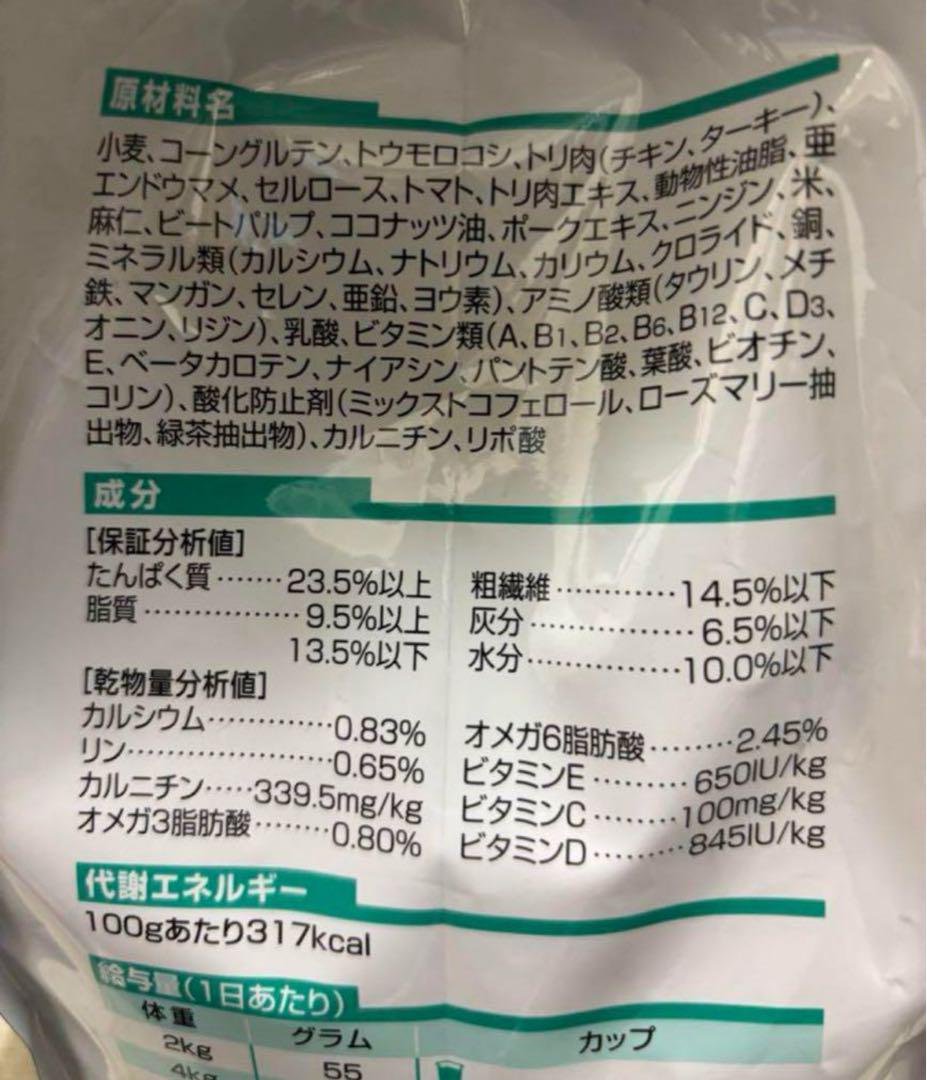 原材料名
小麦、コーングルテン、トウモロコシ、トリ肉(チキン、ターキー)、
エンドウマメ、セルロース、トマト、トリ肉エキス、動物性油脂、亜
麻仁、ビートパルプ、ココナッツ油、ポークエキス、ニンジン、米、
ミネラル類(カルシウム、ナトリウム、カリウム、クロライド、銅、
鉄、マンガン、セレン、亜鉛、ヨウ素)、アミノ酸類(タウリン、メチ
オニン、リジン)、乳酸、ビタミン類(A、B1、B2、B6、B12、C、D3、
E、ベータカロテン、ナイアシン、パントテン酸、葉酸、ビオチン、
コリン)、酸化防止剤(ミックストコフェロール、ローズマリー抽
出物、緑茶抽出物)、カルニチン、リポ酸
成分
[保証分析値]
たんぱく質……23.5%以上 粗繊維…………14.5%以下
脂質……………9.5%以上 灰分……………6.5%以下
13.5%以下 水分……………10.0%以下
[乾物量分析値]
カルシウム…………0.83% オメガ6脂肪酸………2.45%
リン…………………0.65% ビタミンE………650IU/kg
カルニチン……339.5mg/kg ビタミンC………100mg/kg
オメガ3脂肪酸………0.80% ビタミンD………845IU/kg
代謝エネルギー
100gあたり317kcal
給与量(1日あたり)
体重 グラム カップ
2kg 55
4kg